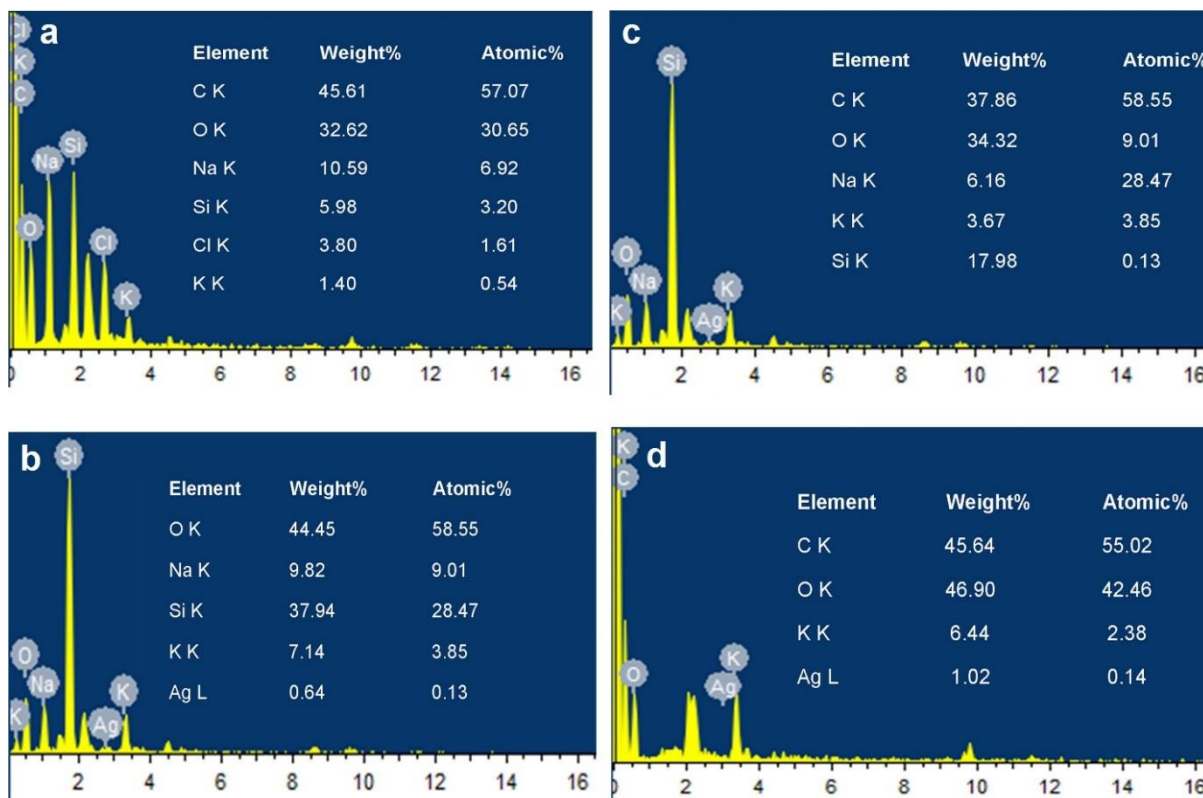 a
Cl
K
C
O
Na
Si
Cl
K
Element Weight% Atomic%
C K 45.61 57.07
O K 32.62 30.65
Na K 10.59 6.92
Si K 5.98 3.20
Cl K 3.80 1.61
K K 1.40 0.54
0 2 4 6 8 10 12 14 16
c
Si
O
K
Na
Ag
K
Element Weight% Atomic%
C K 37.86 58.55
O K 34.32 9.01
Na K 6.16 28.47
K K 3.67 3.85
Si K 17.98 0.13
2 4 6 8 10 12 14 16
b
Si
O
K
Na
Ag
K
Element Weight% Atomic%
O K 44.45 58.55
Na K 9.82 9.01
Si K 37.94 28.47
K K 7.14 3.85
Ag L 0.64 0.13
2 4 6 8 10 12 14 16
d
K
C
O
K
Ag
Element Weight% Atomic%
C K 45.64 55.02
O K 46.90 42.46
K K 6.44 2.38
Ag L 1.02 0.14
0 2 4 6 8 10 12 14 16